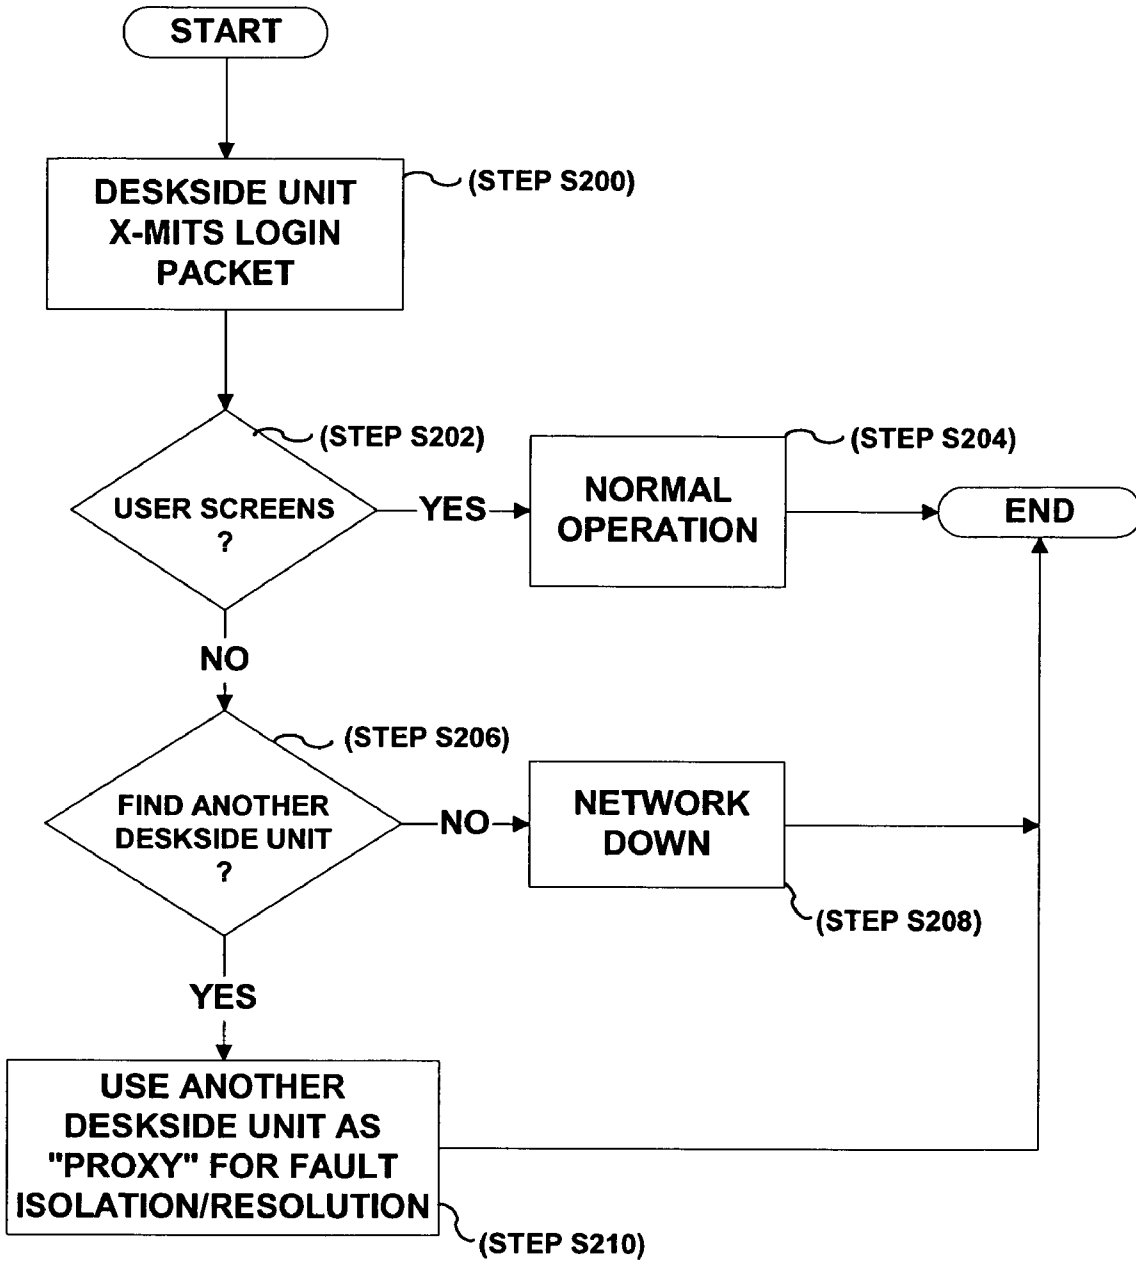 START
DESKSIDE UNIT
X-MITS LOGIN
PACKET
(STEP S200)
USER SCREENS
?
(STEP S202)
YES
NORMAL
OPERATION
(STEP S204)
END
NO
FIND ANOTHER
DESKSIDE UNIT
?
(STEP S206)
NO
NETWORK
DOWN
(STEP S208)
YES
USE ANOTHER
DESKSIDE UNIT AS
"PROXY" FOR FAULT
ISOLATION/RESOLUTION
(STEP S210)